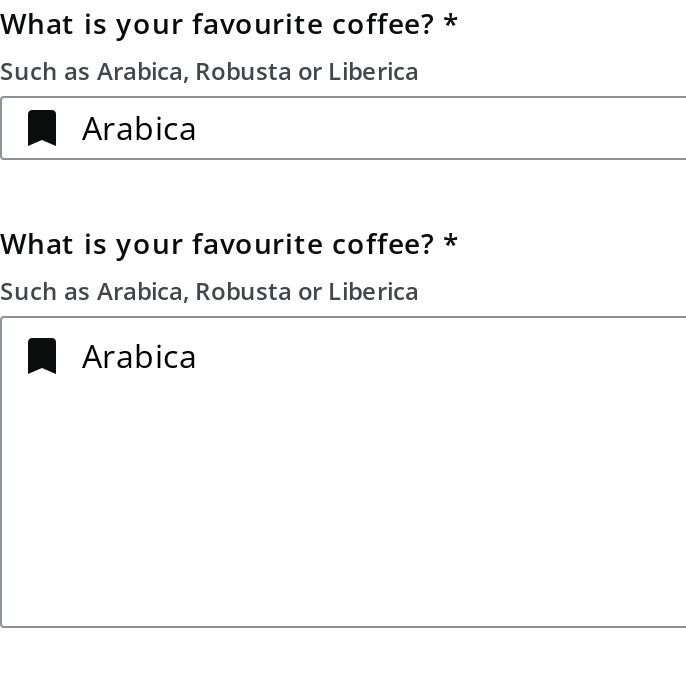 What is your favourite coffee? *
Such as Arabica, Robusta or Liberica
Arabica
What is your favourite coffee? *
Such as Arabica, Robusta or Liberica
Arabica